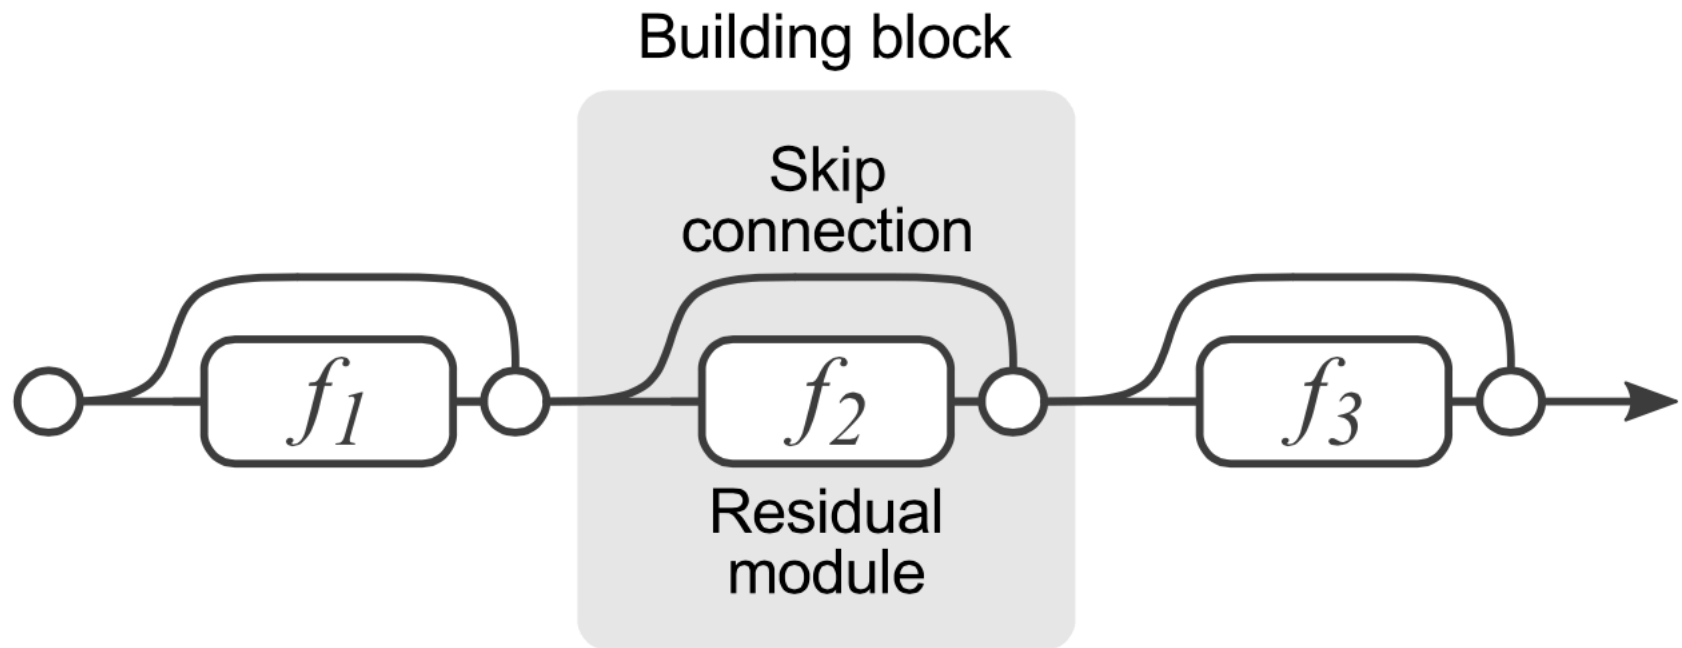 Building block
Skip
connection
f1
f2
f3
Residual
module